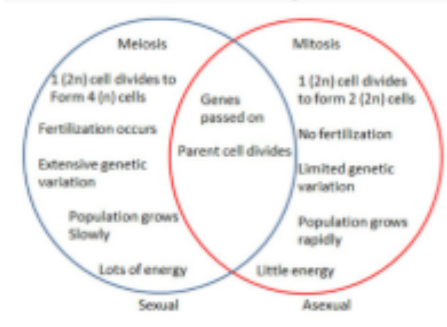 Meiosis
1 (2n) cell divides to
Form 4 (n) cells
Fertilization occurs
Extensive genetic
variation
Population grows
Slowly
Lots of energy
Sexual
Genes
passed on
Parent cell divides
Mitosis
1 (2n) cell divides
to form 2 (2n) cells
No fertilization
Limited genetic
variation
Population grows
rapidly
Little energy
Asexual